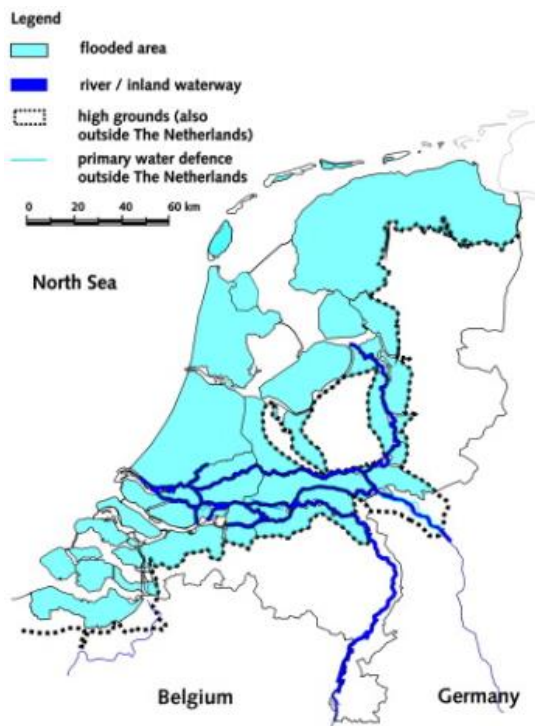 Legend
flooded area
river / inland waterway
high grounds (also
outside The Netherlands)
primary water defence
outside The Netherlands
0 20 40 60 km
North Sea
Belgium
Germany